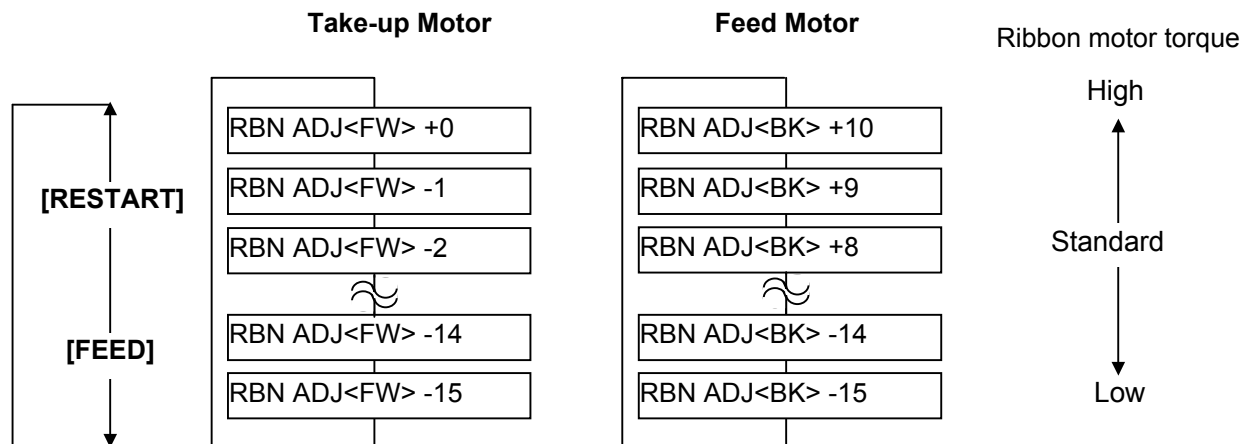 Take-up Motor
Feed Motor
Ribbon motor torque
High
RBN ADJ<FW> +0
RBN ADJ<BK> +10
[RESTART]
RBN ADJ<FW> -1
RBN ADJ<BK> +9
RBN ADJ<FW> -2
RBN ADJ<BK> +8
Standard
[FEED]
RBN ADJ<FW> -14
RBN ADJ<BK> -14
RBN ADJ<FW> -15
RBN ADJ<BK> -15
Low